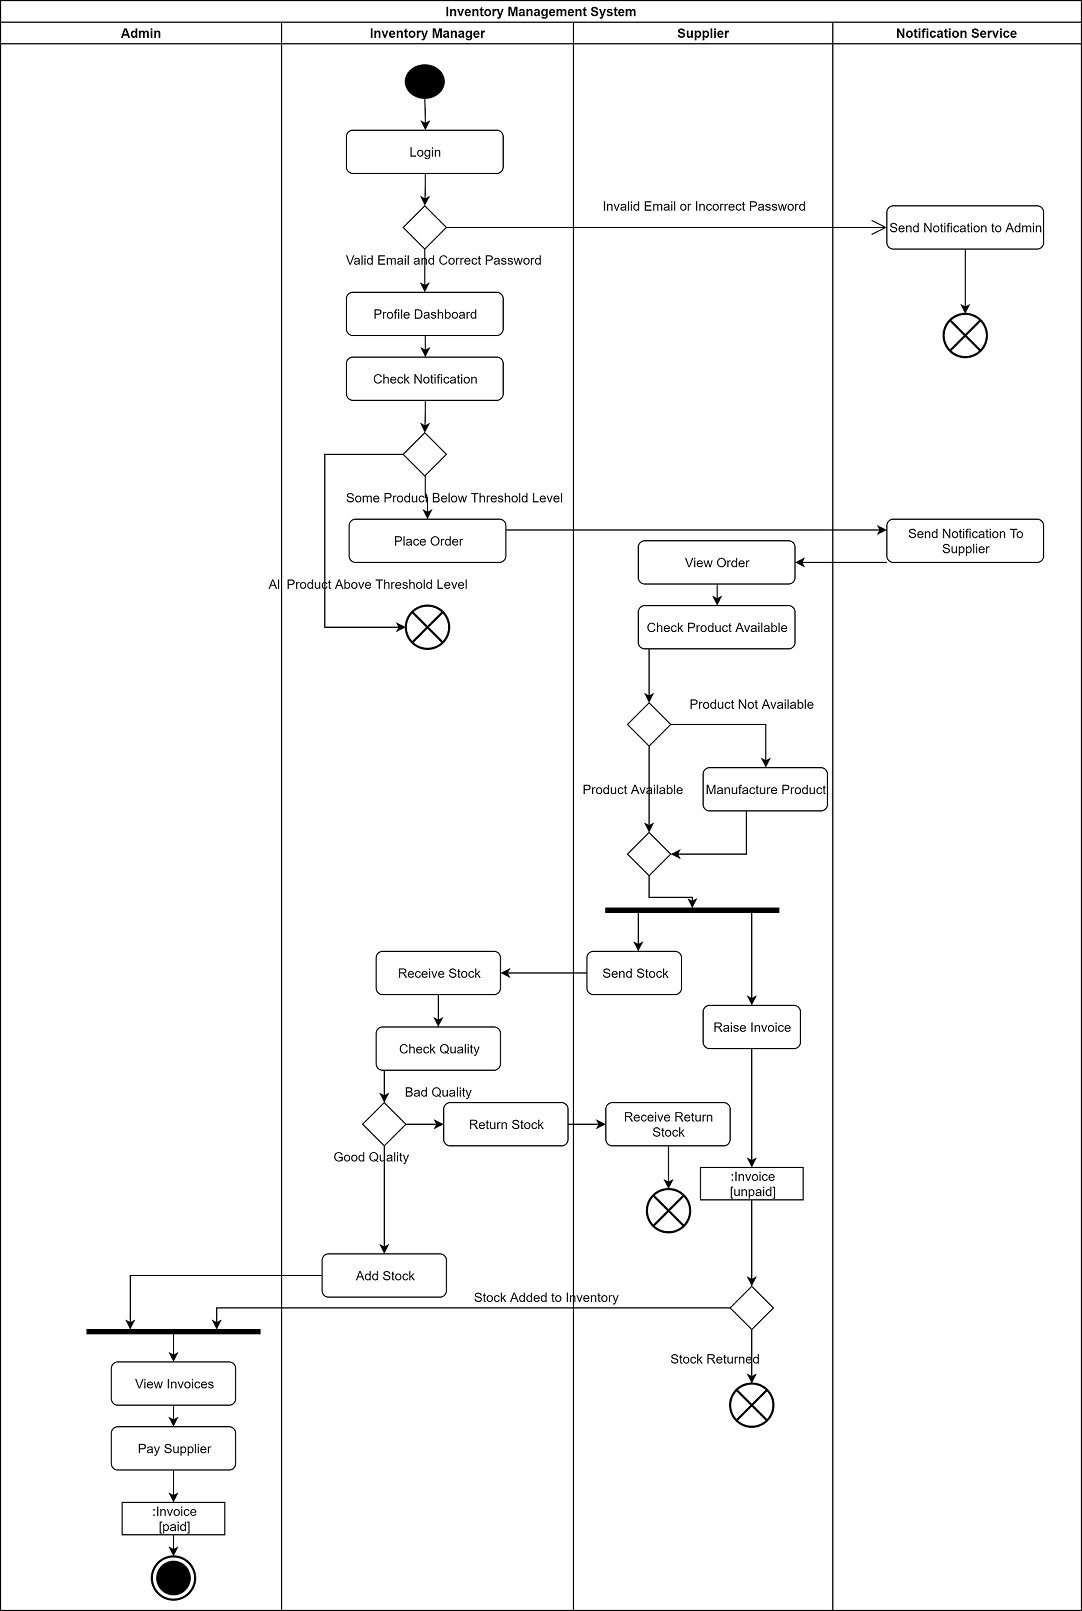 Inventory Management System
Admin
Inventory Manager
Supplier
Notification Service
Login
Invalid Email or Incorrect Password
Send Notification to Admin
Valid Email and Correct Password
Profile Dashboard
Check Notification
Some Product Below Threshold Level
Place Order
Send Notification To
Supplier
View Order
All Product Above Threshold Level
Check Product Available
Product Not Available
Product Available
Manufacture Product
Receive Stock
Send Stock
Raise Invoice
Check Quality
Bad Quality
Return Stock
Receive Return
Stock
Good Quality
:Invoice
[unpaid]
Add Stock
Stock Added to Inventory
Stock Returned
View Invoices
Pay Supplier
:Invoice
[paid]